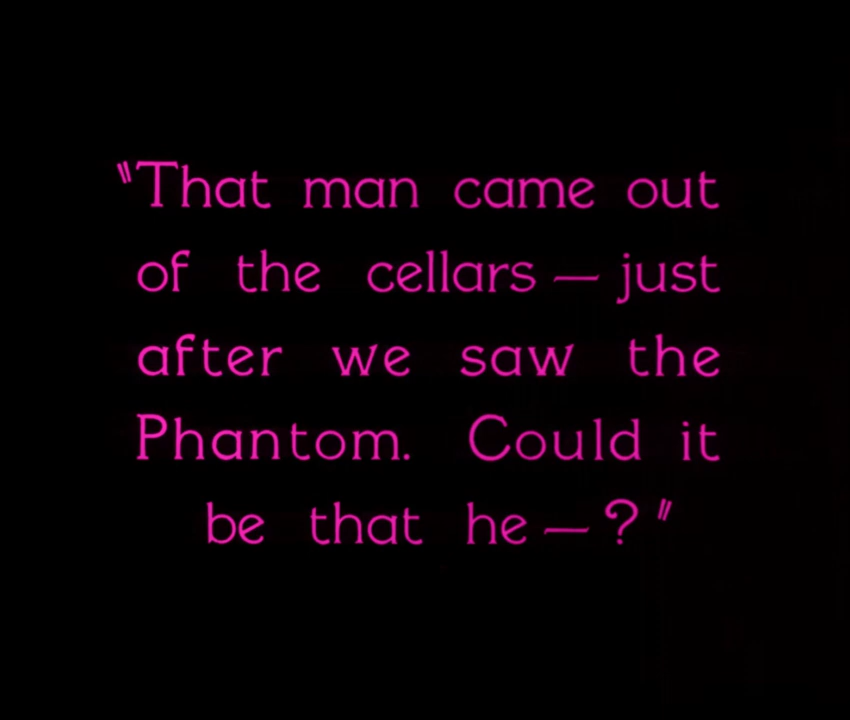 "That man came out
of the cellars — just
after we saw the
Phantom. Could it
be that he — ?"